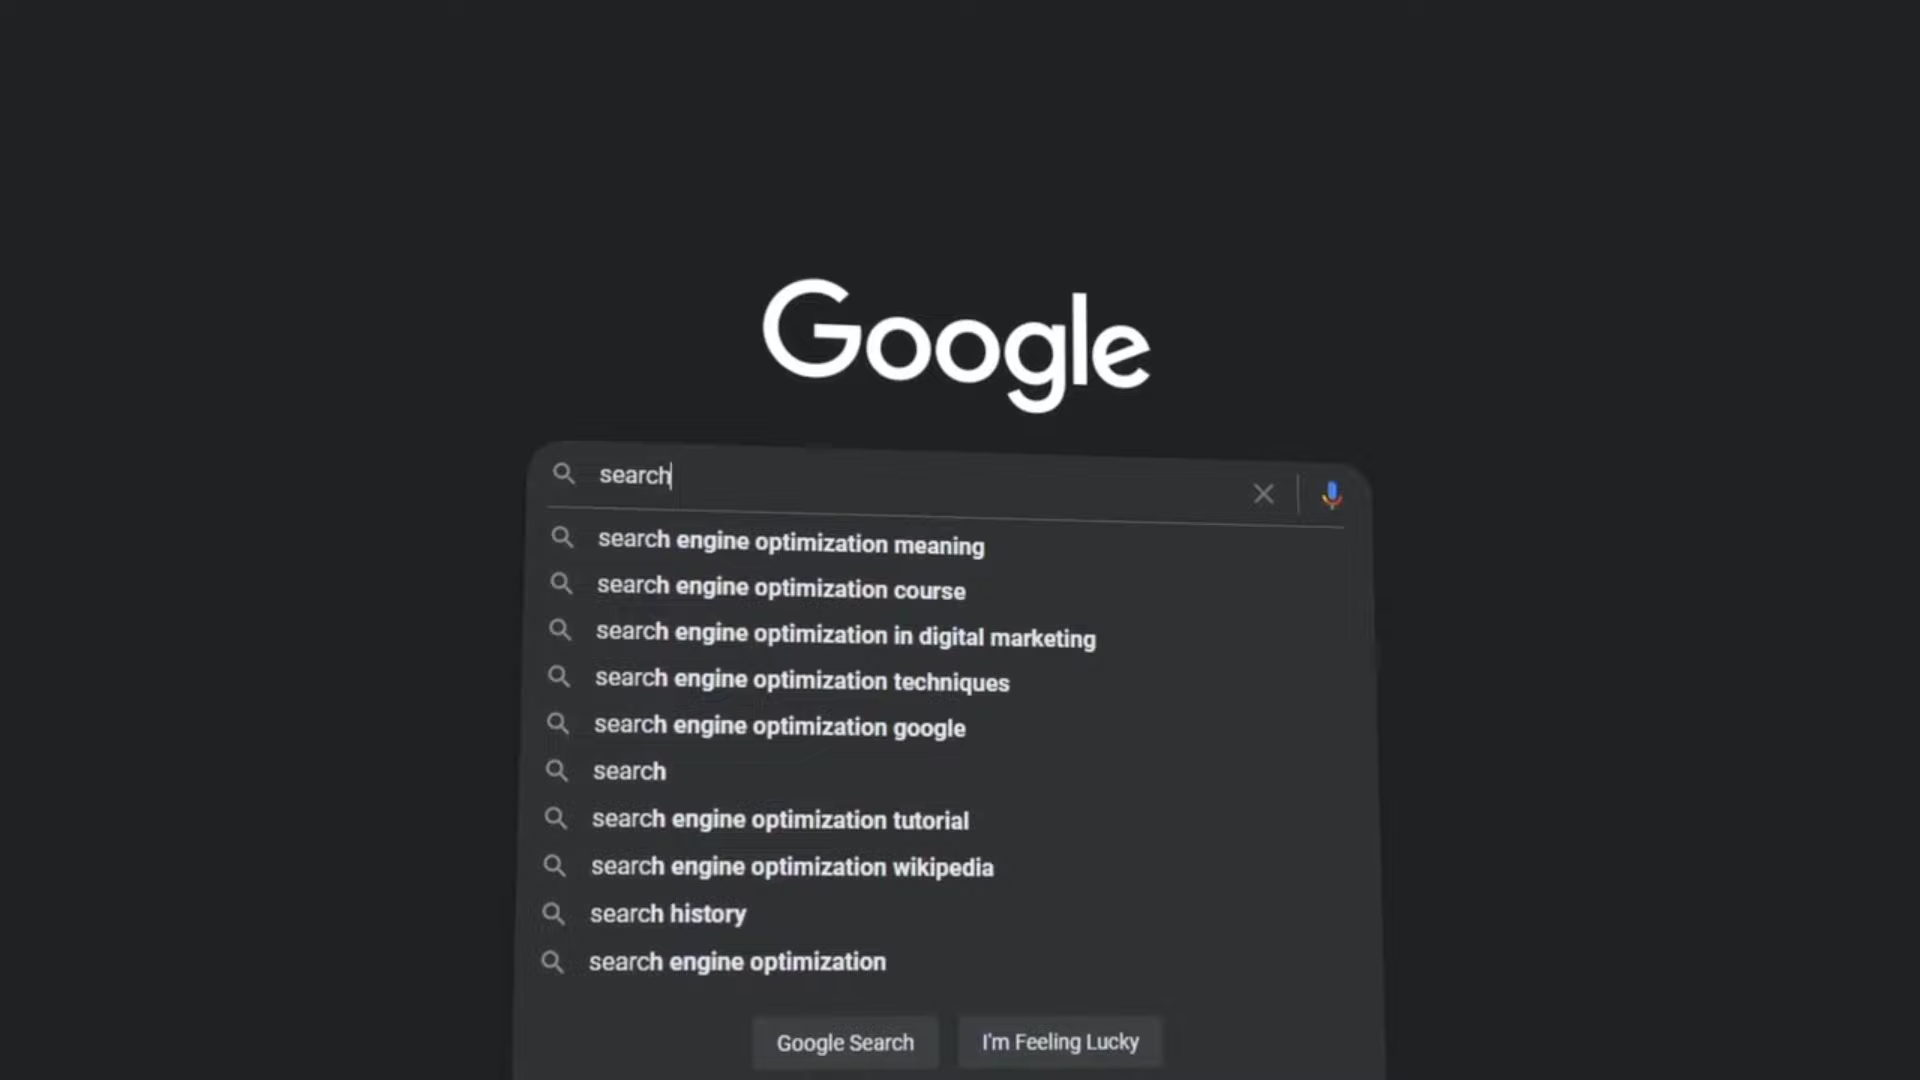 Google
search
search engine optimization meaning
search engine optimization course
search engine optimization in digital marketing
search engine optimization techniques
search engine optimization google
search
search engine optimization tutorial
search engine optimization wikipedia
search history
search engine optimization
Google Search
I'm Feeling Lucky